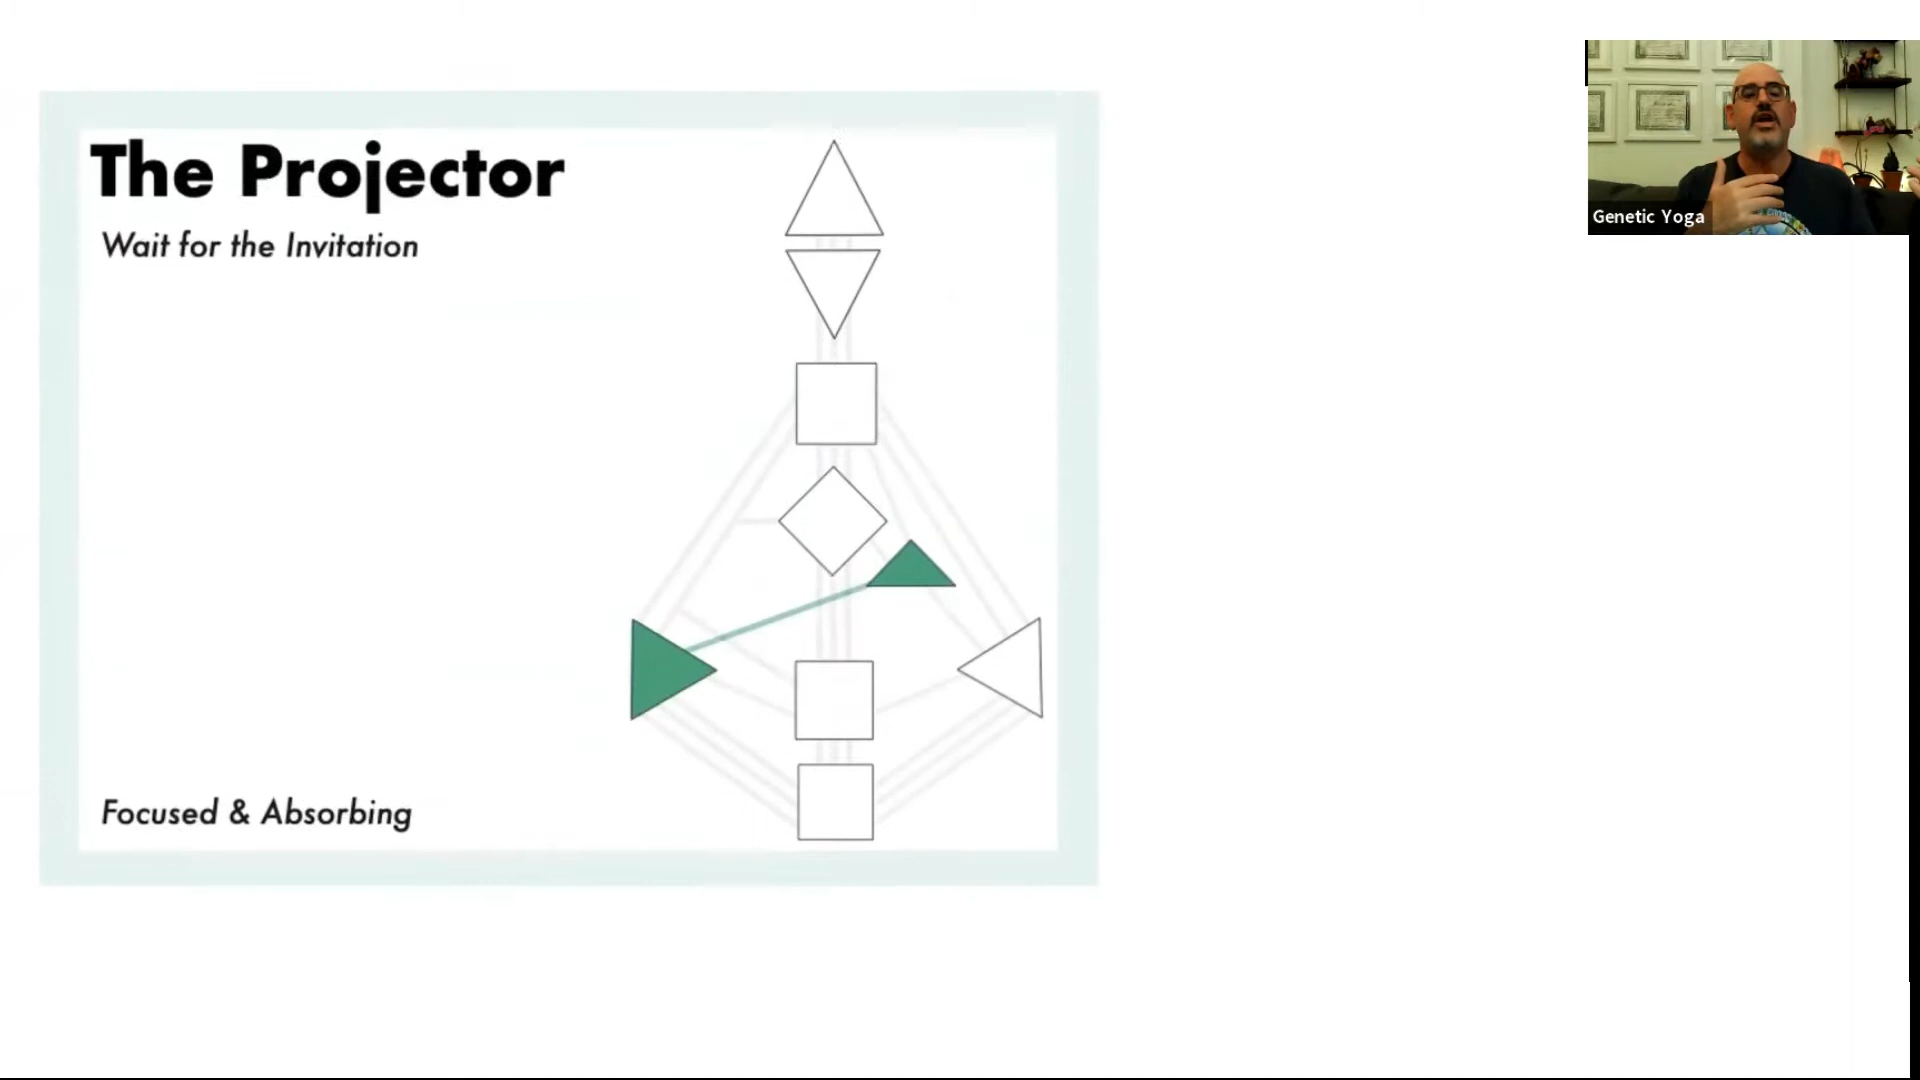 The Projector
Wait for the Invitation
Focused & Absorbing
Genetic Yoga